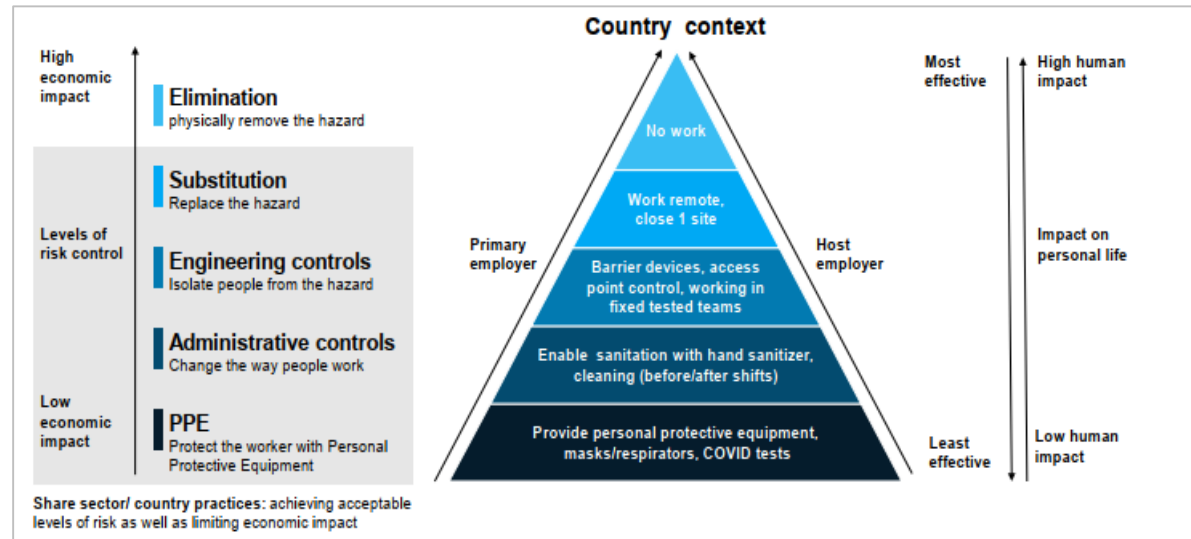 Country context
High
economic
impact
Elimination
physically remove the hazard
Substitution
Replace the hazard
Levels of
risk control
Engineering controls
Isolate people from the hazard
Administrative controls
Change the way people work
Low
economic
impact
PPE
Protect the worker with Personal
Protective Equipment
Share sector/ country practices: achieving acceptable
levels of risk as well as limiting economic impact
Primary
employer
No work
Work remote,
close 1 site
Barrier devices, access
point control, working in
fixed tested teams
Enable sanitation with hand sanitizer,
cleaning (before/after shifts)
Provide personal protective equipment,
masks/respirators, COVID tests
Host
employer
Most
effective
Least
effective
High human
impact
Impact on
personal life
Low human
impact